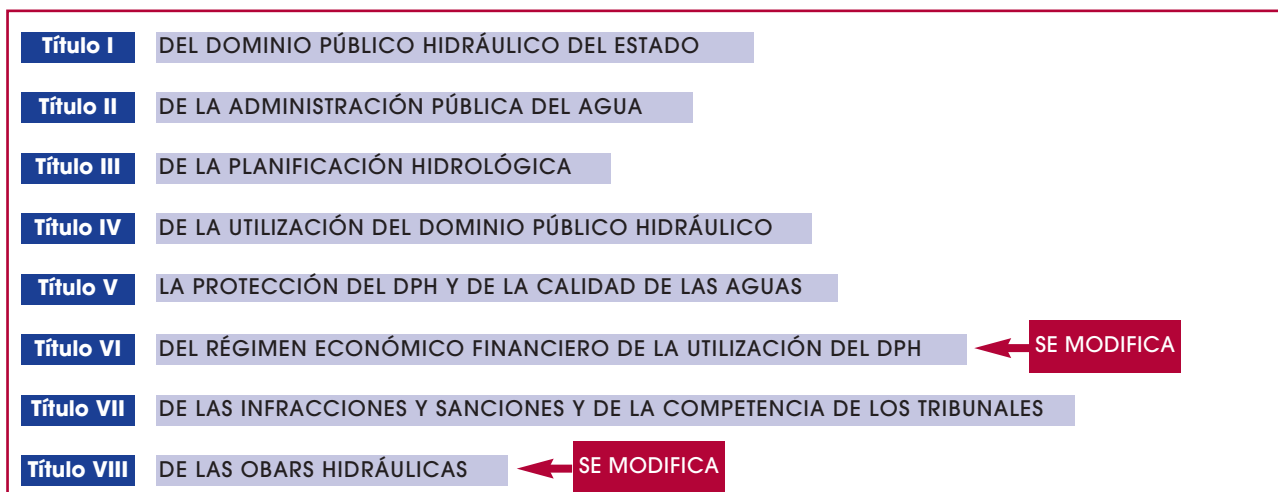 Título I DEL DOMINIO PÚBLICO HIDRÁULICO DEL ESTADO
Título II DE LA ADMINISTRACIÓN PÚBLICA DEL AGUA
Título III DE LA PLANIFICACIÓN HIDROLÓGICA
Título IV DE LA UTILIZACIÓN DEL DOMINIO PÚBLICO HIDRÁULICO
Título V LA PROTECCIÓN DEL DPH Y DE LA CALIDAD DE LAS AGUAS
Título VI DEL RÉGIMEN ECONÓMICO FINANCIERO DE LA UTILIZACIÓN DEL DPH SE MODIFICA
Título VII DE LAS INFRACCIONES Y SANCIONES Y DE LA COMPETENCIA DE LOS TRIBUNALES
Título VIII DE LAS OBARS HIDRÁULICAS SE MODIFICA